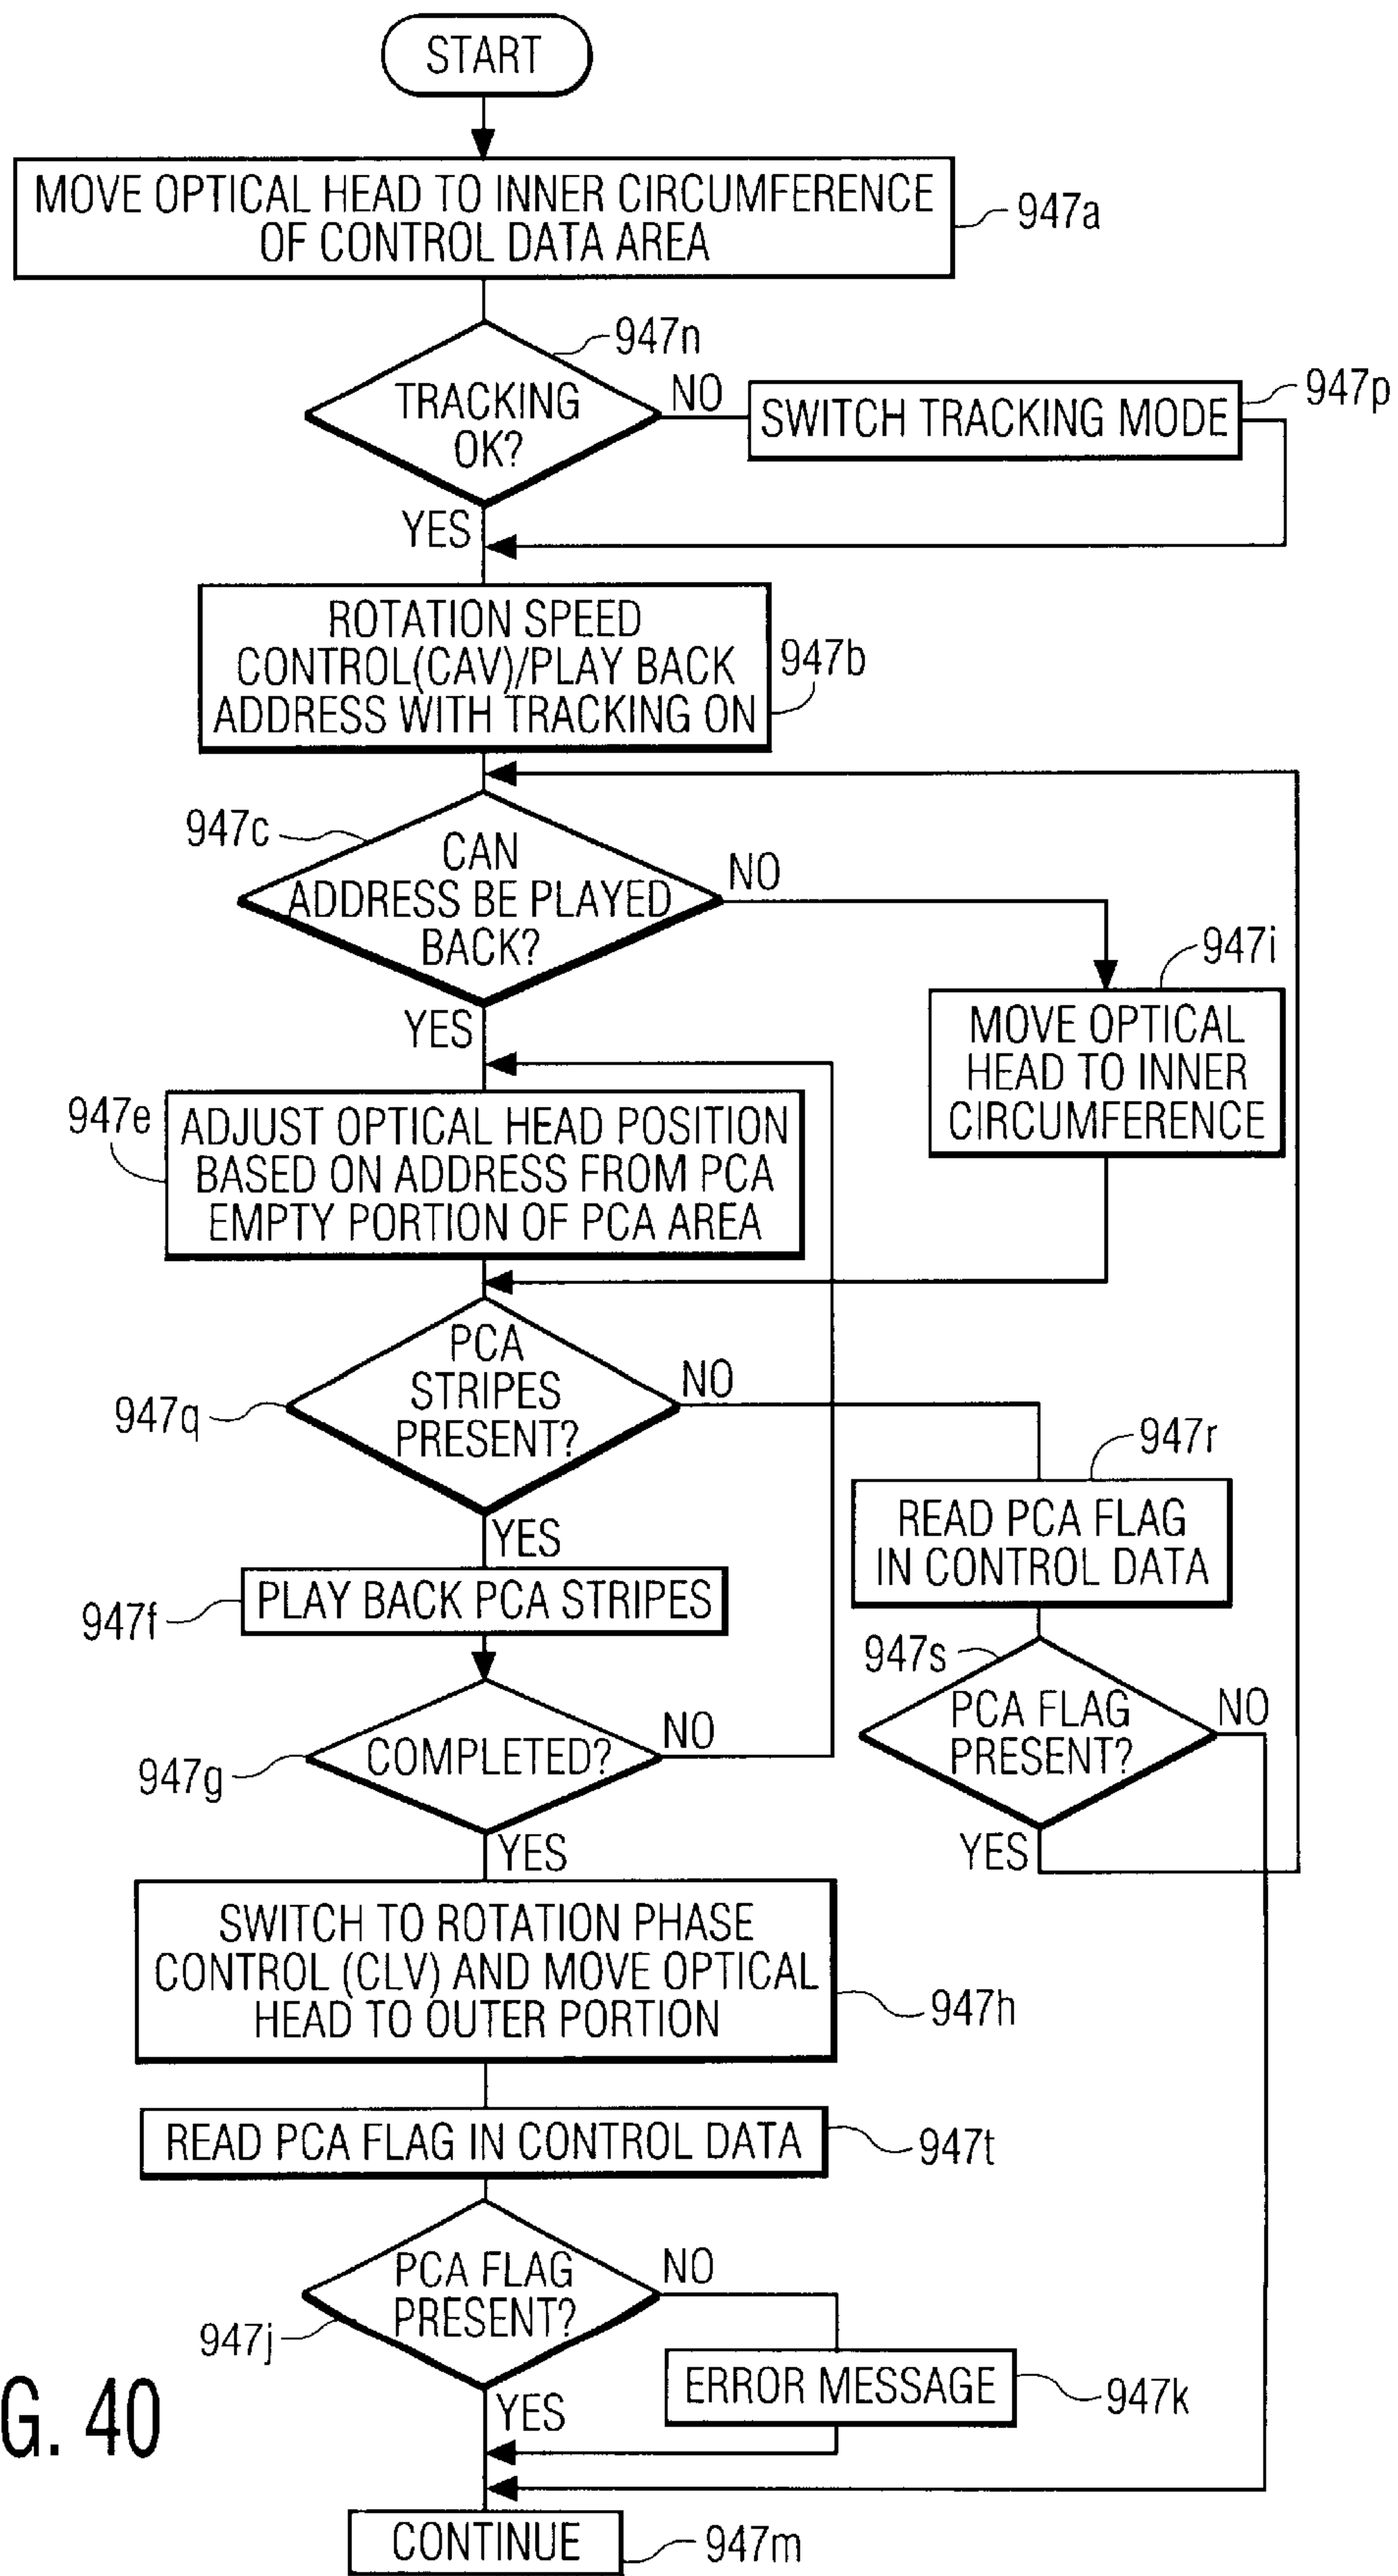 START
MOVE OPTICAL HEAD TO INNER CIRCUMFERENCE
OF CONTROL DATA AREA
947a
947n
TRACKING
OK?
NO
SWITCH TRACKING MODE
947p
YES
ROTATION SPEED
CONTROL(CAV)/PLAY BACK
ADDRESS WITH TRACKING ON
947b
947c
CAN
ADDRESS BE PLAYED
BACK?
NO
947i
MOVE OPTICAL
HEAD TO INNER
CIRCUMFERENCE
YES
947e
ADJUST OPTICAL HEAD POSITION
BASED ON ADDRESS FROM PCA
EMPTY PORTION OF PCA AREA
PCA
STRIPES
PRESENT?
947q
NO
947r
READ PCA FLAG
IN CONTROL DATA
YES
PLAY BACK PCA STRIPES
947f
947s
PCA FLAG
PRESENT?
NO
YES
COMPLETED?
947g
NO
YES
SWITCH TO ROTATION PHASE
CONTROL (CLV) AND MOVE OPTICAL
HEAD TO OUTER PORTION
947h
READ PCA FLAG IN CONTROL DATA
947t
PCA FLAG
PRESENT?
947j
NO
ERROR MESSAGE
947k
YES
G. 40
CONTINUE
947m